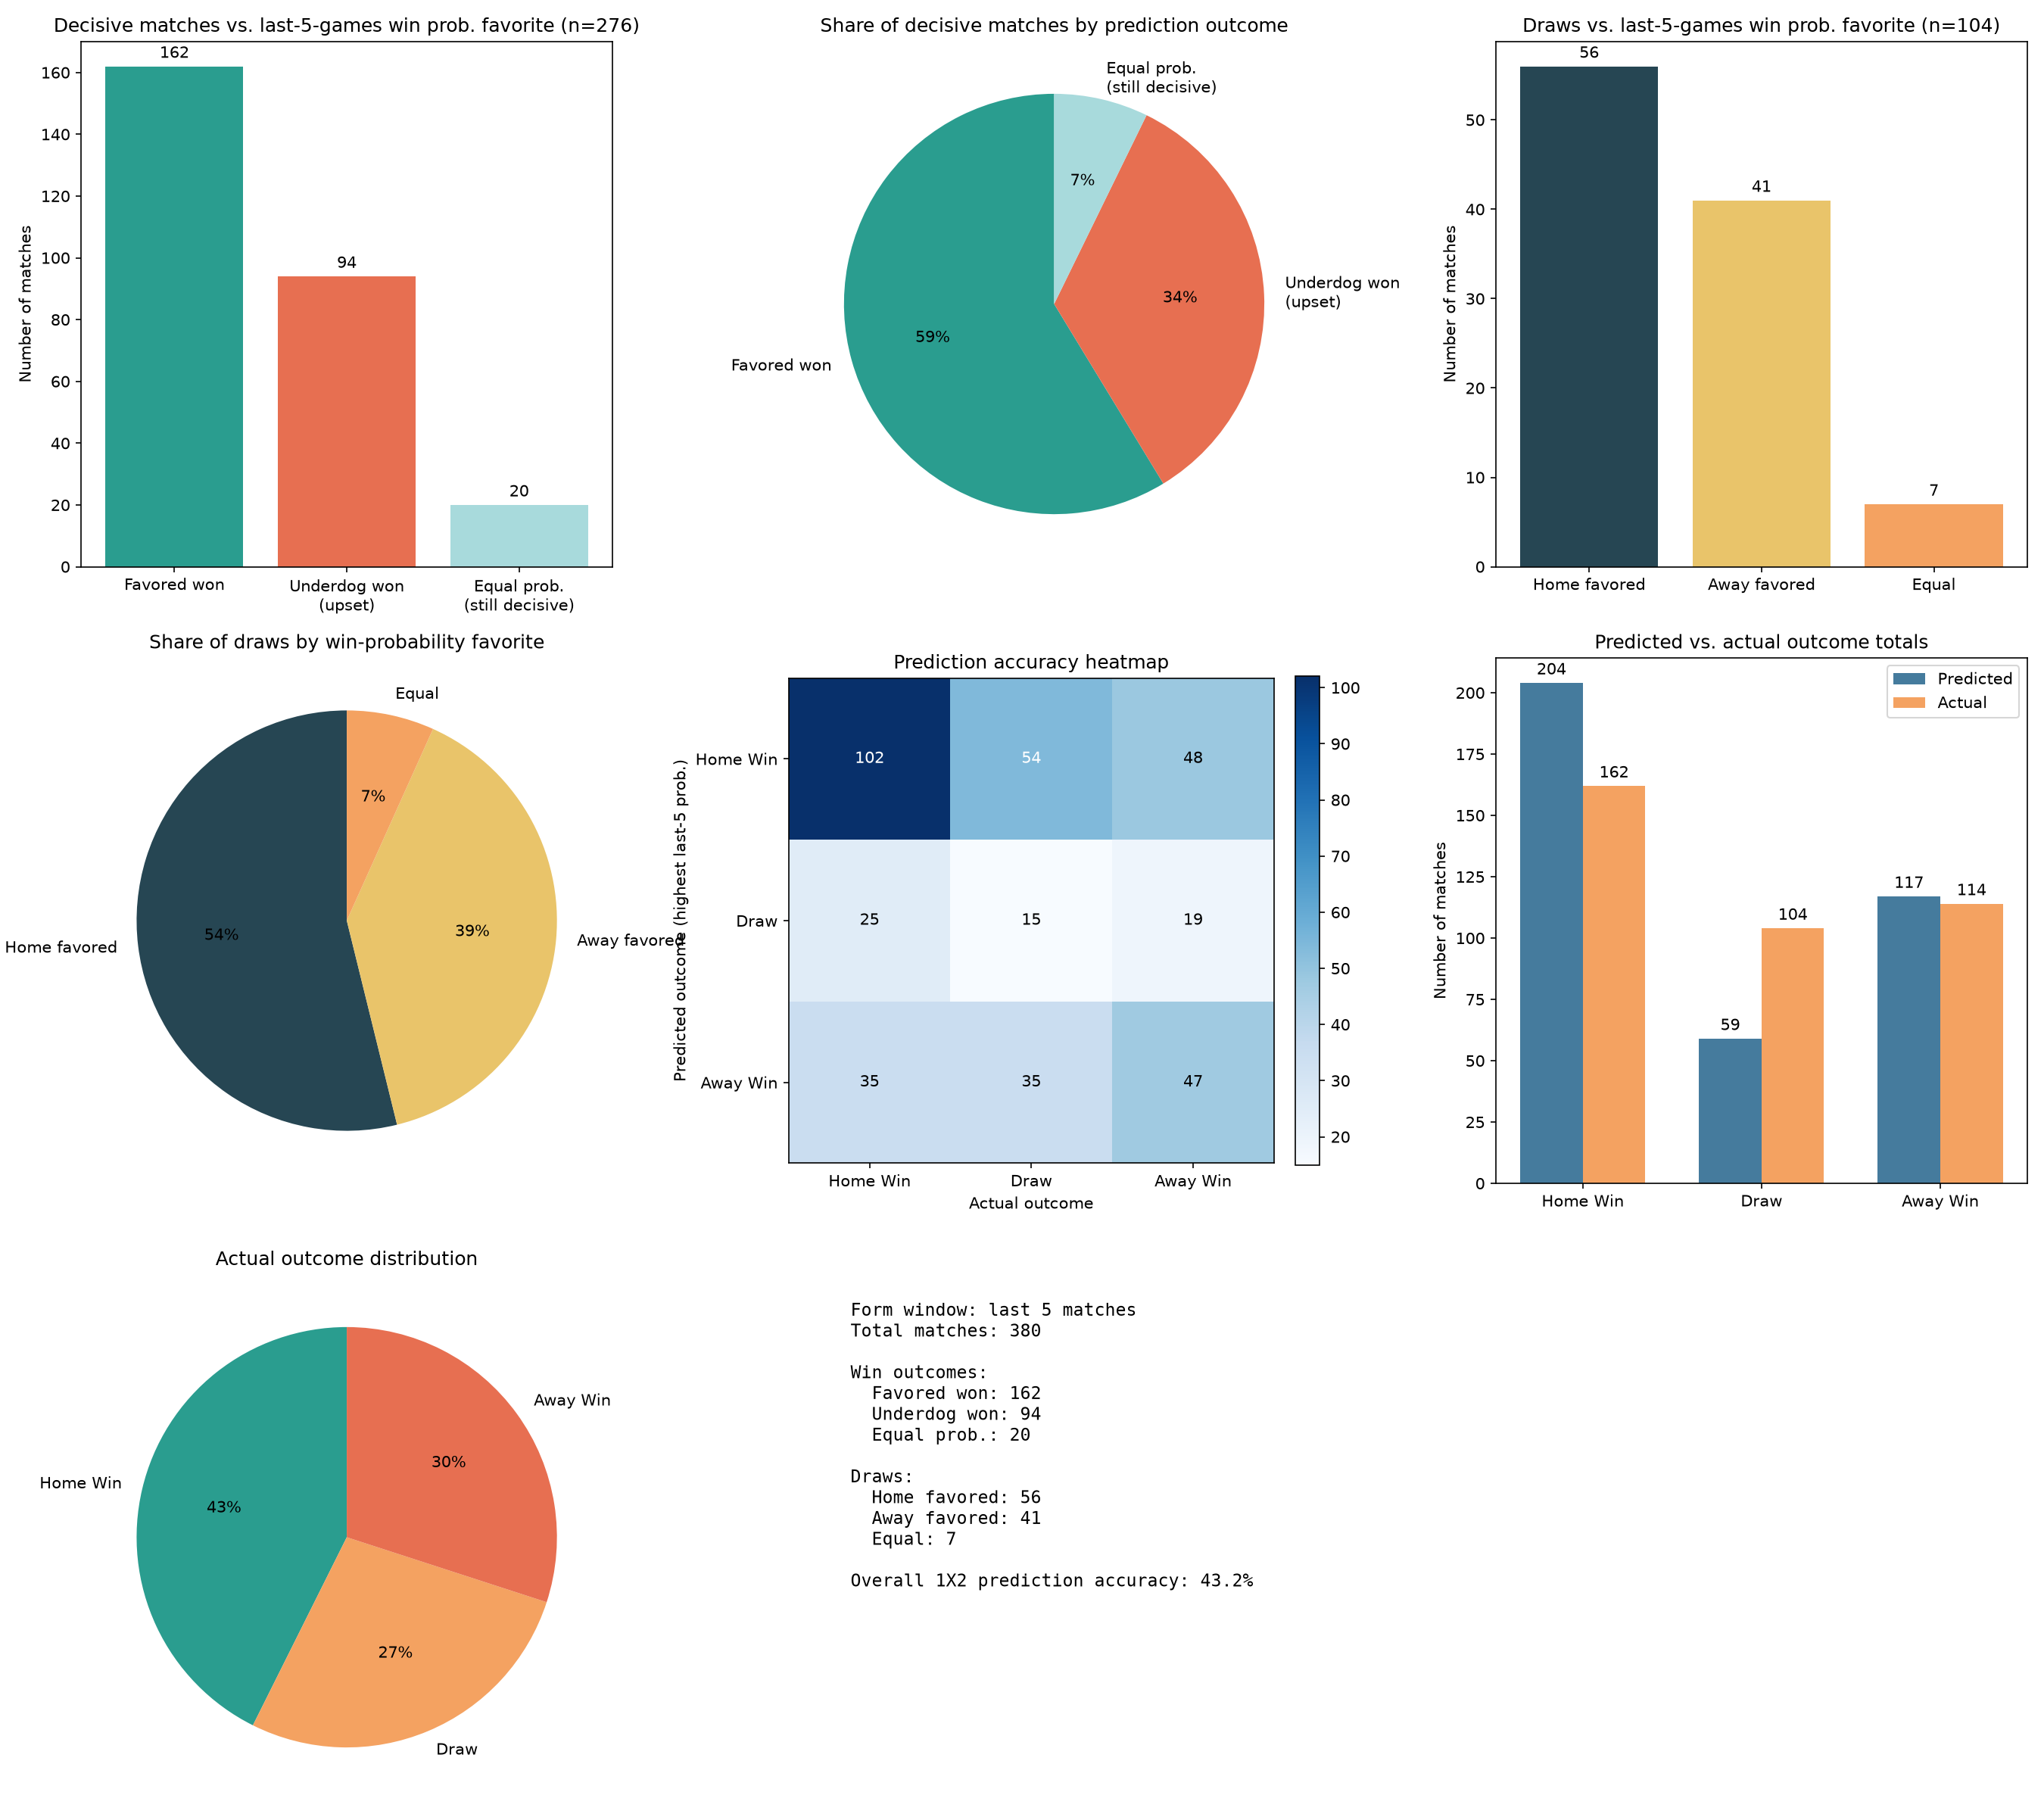 Decisive matches vs. last-5-games win prob. favorite (n=276)
Number of matches
160
140
120
100
80
60
40
20
0
162
94
20
Favored won
Underdog won
(upset)
Equal prob.
(still decisive)
Share of decisive matches by prediction outcome
Equal prob.
(still decisive)
7%
Underdog won
(upset)
34%
59%
Favored won
Draws vs. last-5-games win prob. favorite (n=104)
Number of matches
50
40
30
20
10
0
56
41
7
Home favored
Away favored
Equal
Share of draws by win-probability favorite
Equal
7%
39%
Away favored
54%
Home favored
Prediction accuracy heatmap
Predicted outcome (highest last-5 prob.)
Home Win
102
54
48
Draw
25
15
19
Away Win
35
35
47
Home Win
Draw
Away Win
Actual outcome
100
90
80
70
60
50
40
30
20
Predicted vs. actual outcome totals
Predicted
Actual
Number of matches
200
175
150
125
100
75
50
25
0
204
162
59
104
117
114
Home Win
Draw
Away Win
Actual outcome distribution
Away Win
30%
Home Win
43%
27%
Draw
Form window: last 5 matches
Total matches: 380
Win outcomes:
Favored won: 162
Underdog won: 94
Equal prob.: 20
Draws:
Home favored: 56
Away favored: 41
Equal: 7
Overall 1X2 prediction accuracy: 43.2%